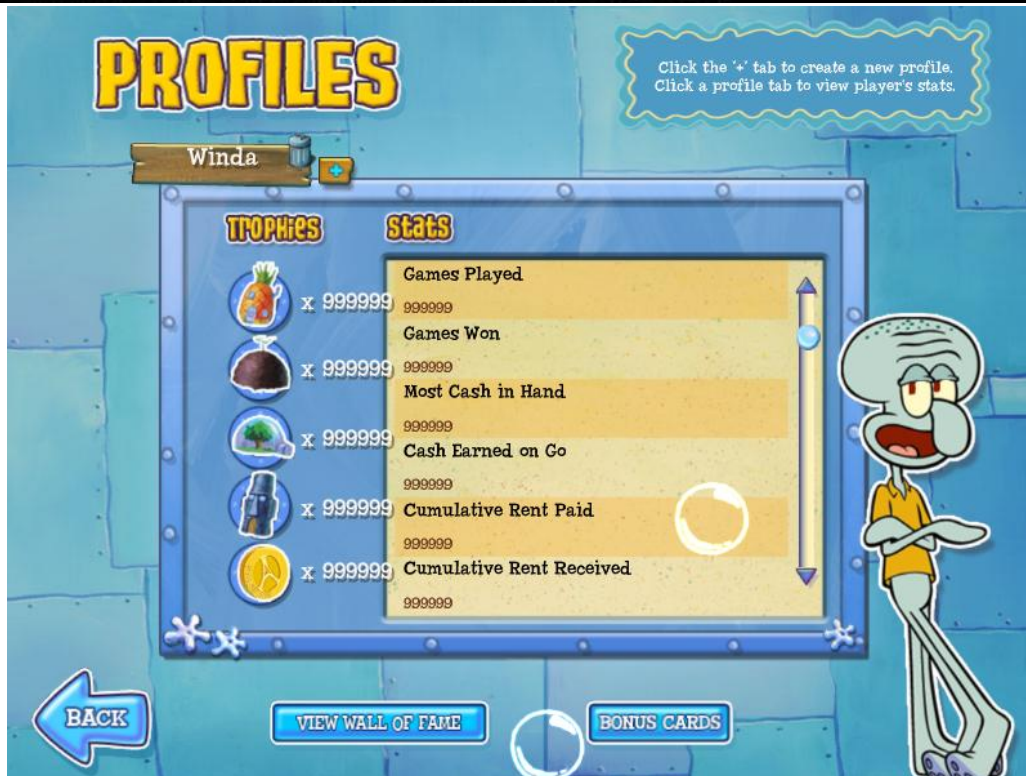 PROFILES
Click the '+' tab to create a new profile.
Click a profile tab to view player's stats.
Winda
+
TROPHIES
Stats
x 999999
x 999999
x 999999
x 999999
x 999999
Games Played
999999
Games Won
999999
Most Cash in Hand
999999
Cash Earned on Go
999999
Cumulative Rent Paid
999999
Cumulative Rent Received
999999
BACK
VIEW WALL OF FAME
BONUS CARDS